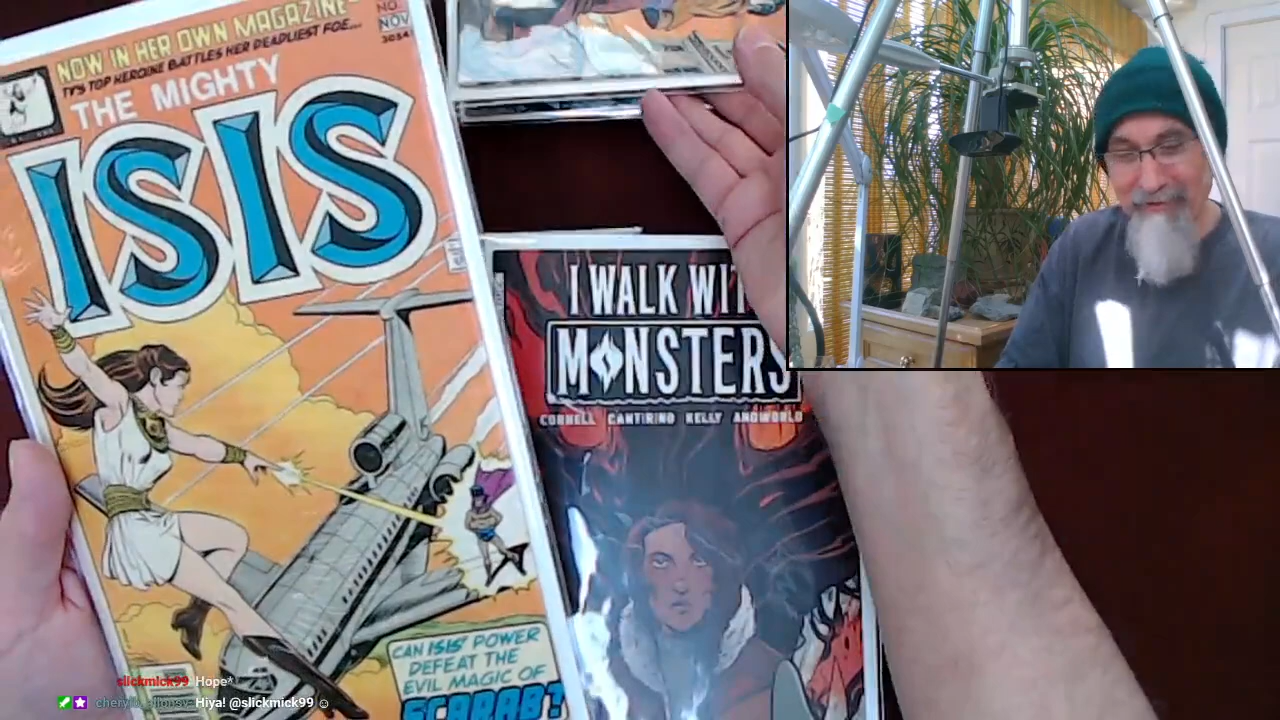 NOW IN HER OWN MAGAZINE
TV'S TOP HEROINE BATTLES HER DEADLIEST FOE...
NO.
NOV
THE MIGHTY
ISIS
CAN ISIS' POWER
DEFEAT THE
EVIL MAGIC OF
SCARAB?
I WALK WIT
MONSTERS
CORNELL CANTIRINO KELLY ANDWORLD
slickmick99 Hope*
Hiya! @slickmick99